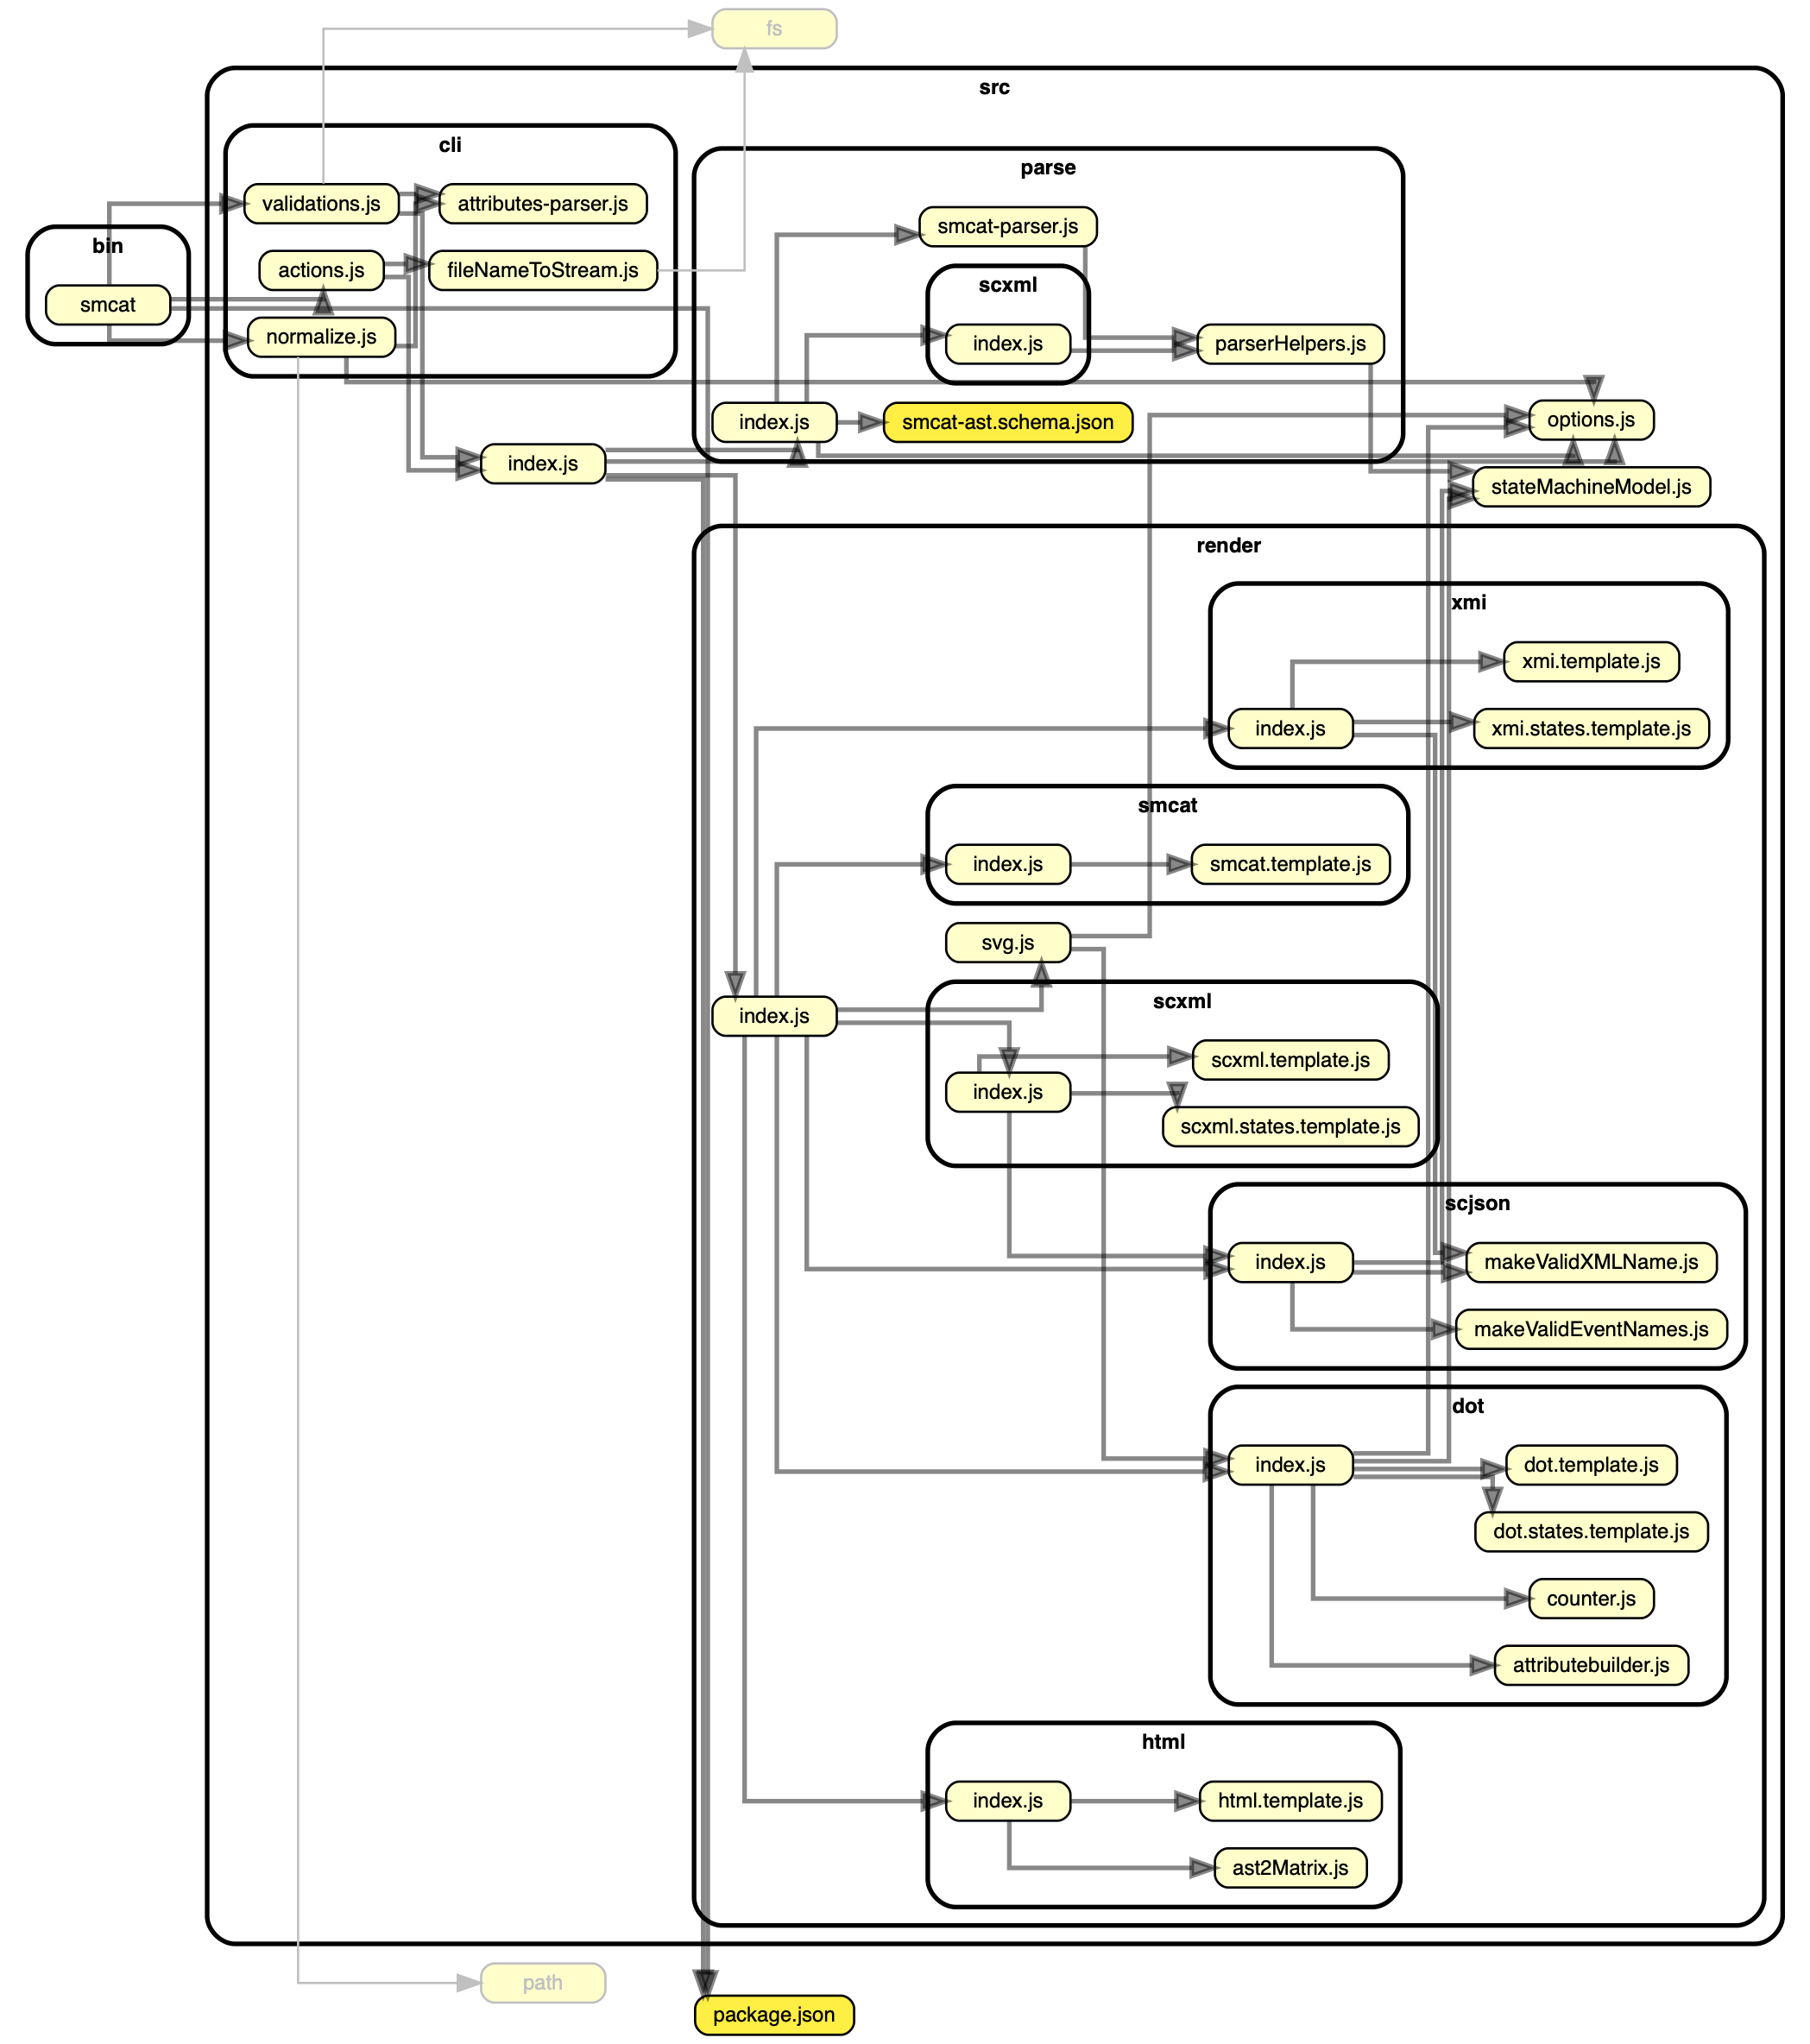 fs
src
cli
validations.js
attributes-parser.js
actions.js
fileNameToStream.js
normalize.js
bin
smcat
parse
smcat-parser.js
scxml
index.js
parserHelpers.js
index.js
smcat-ast.schema.json
options.js
index.js
stateMachineModel.js
render
xmi
xmi.template.js
index.js
xmi.states.template.js
smcat
index.js
smcat.template.js
svg.js
index.js
scxml
scxml.template.js
index.js
scxml.states.template.js
scjson
index.js
makeValidXMLName.js
makeValidEventNames.js
dot
index.js
dot.template.js
dot.states.template.js
counter.js
attributebuilder.js
html
index.js
html.template.js
ast2Matrix.js
path
package.json